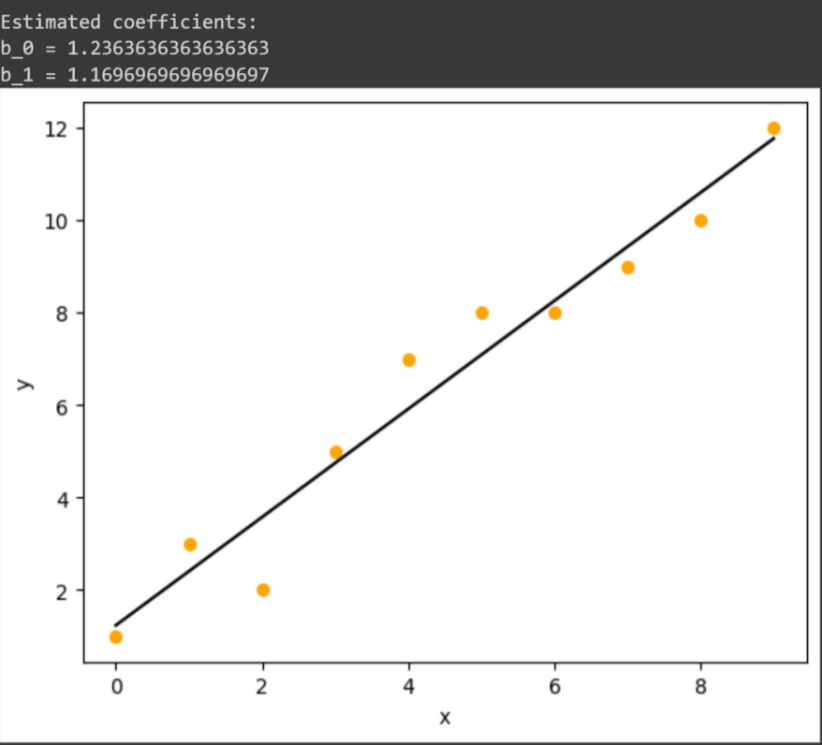 Estimated coefficients:
b_0 = 1.2363636363636363
b_1 = 1.1696969696969697
12
10
8
6
4
2
y
0 2 4 6 8
x